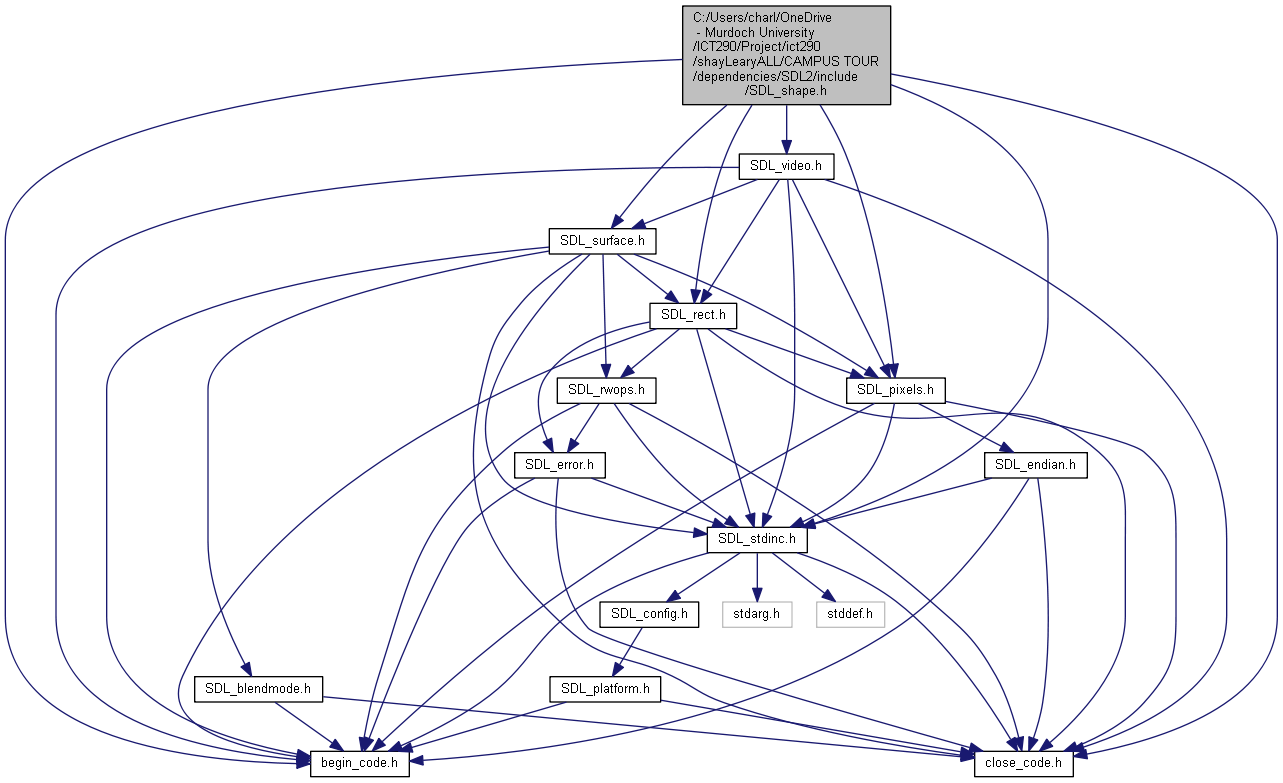 C:/Users/charl/OneDrive
- Murdoch University
/ICT290/Project/ict290
/shayLearyALL/CAMPUS TOUR
/dependencies/SDL2/include
/SDL_shape.h
SDL_video.h
SDL_surface.h
SDL_rect.h
SDL_rwops.h
SDL_pixels.h
SDL_error.h
SDL_endian.h
SDL_stdinc.h
SDL_config.h
stdarg.h
stddef.h
SDL_blendmode.h
SDL_platform.h
begin_code.h
close_code.h